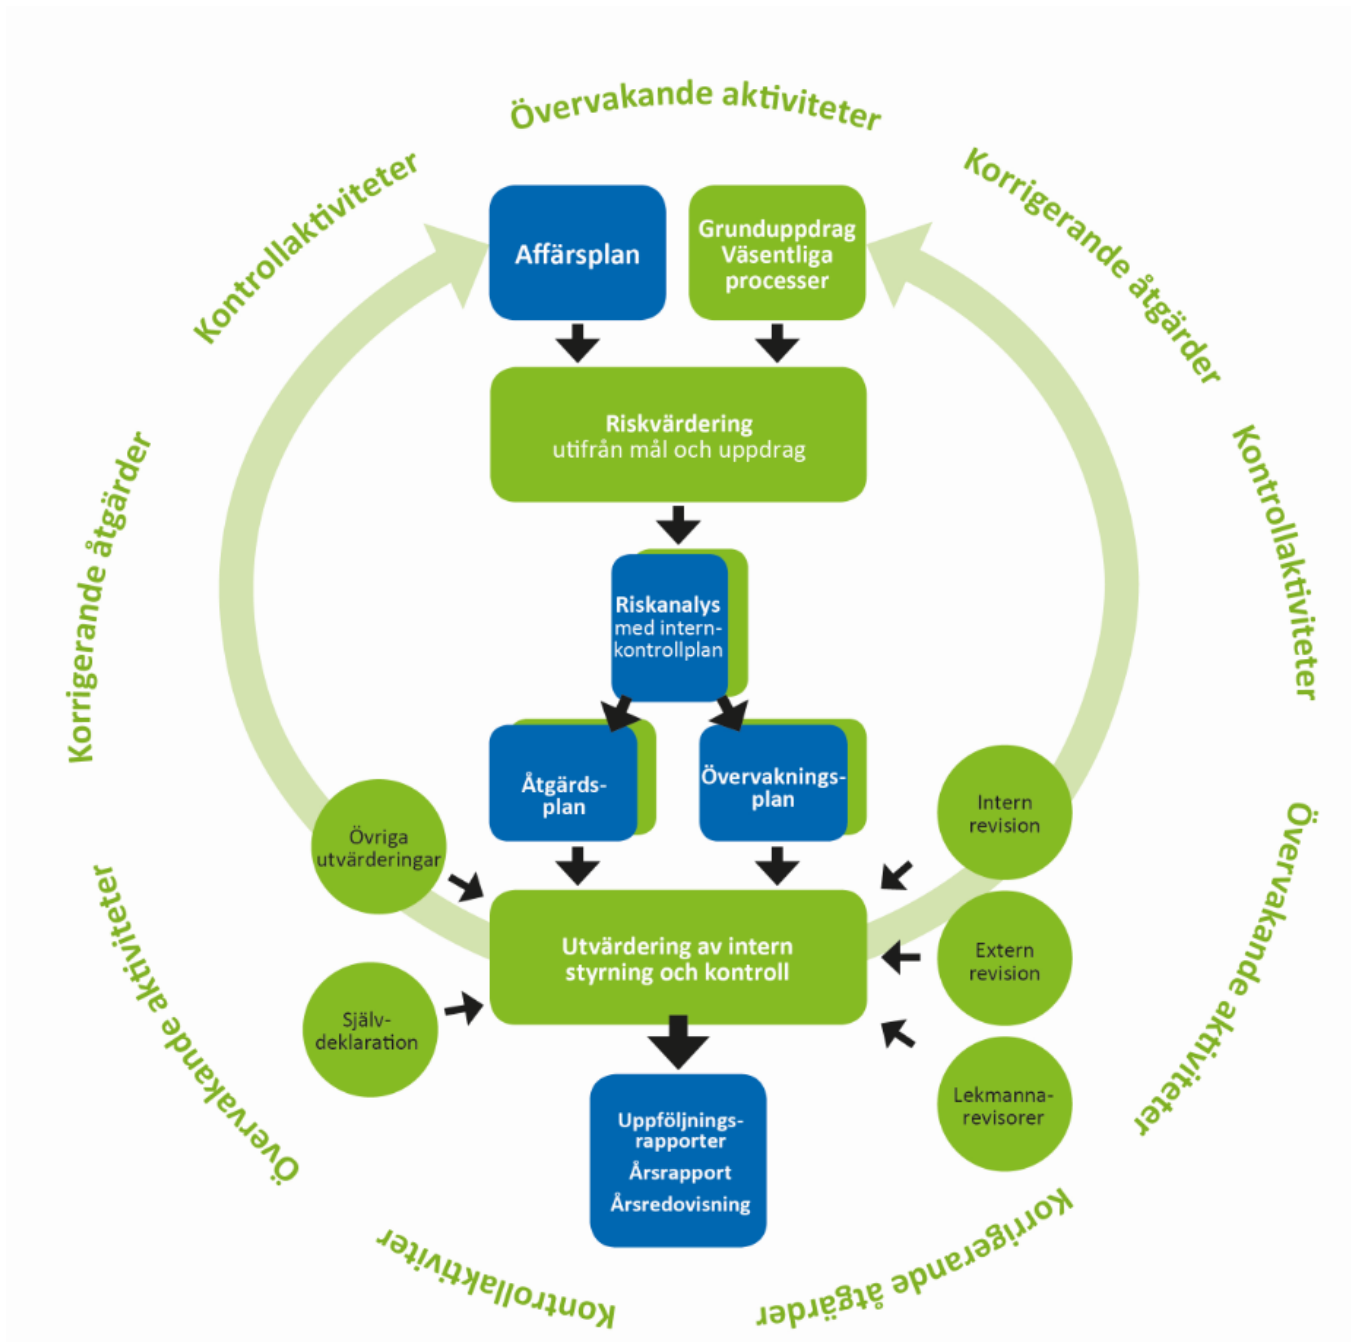 Övervakande aktiviteter
Korrigerande åtgärder
Kontrollaktiviteter
Övervakande aktiviteter
Korrigerande åtgärder
Kontrollaktiviter
Övervakande aktiviteter
Korrigerande åtgärder
Kontrollaktiviteter
Affärsplan
Grunduppdrag
Väsentliga
processer
Riskvärdering
utifrån mål och uppdrag
Riskanalys
med intern-
kontrollplan
Åtgärds-
plan
Övervaknings-
plan
Övriga
utvärderingar
Själv-
deklaration
Intern
revision
Extern
revision
Lekmanna-
revisorer
Utvärdering av intern
styrning och kontroll
Uppföljnings-
rapporter
Årsrapport
Årsredovisning